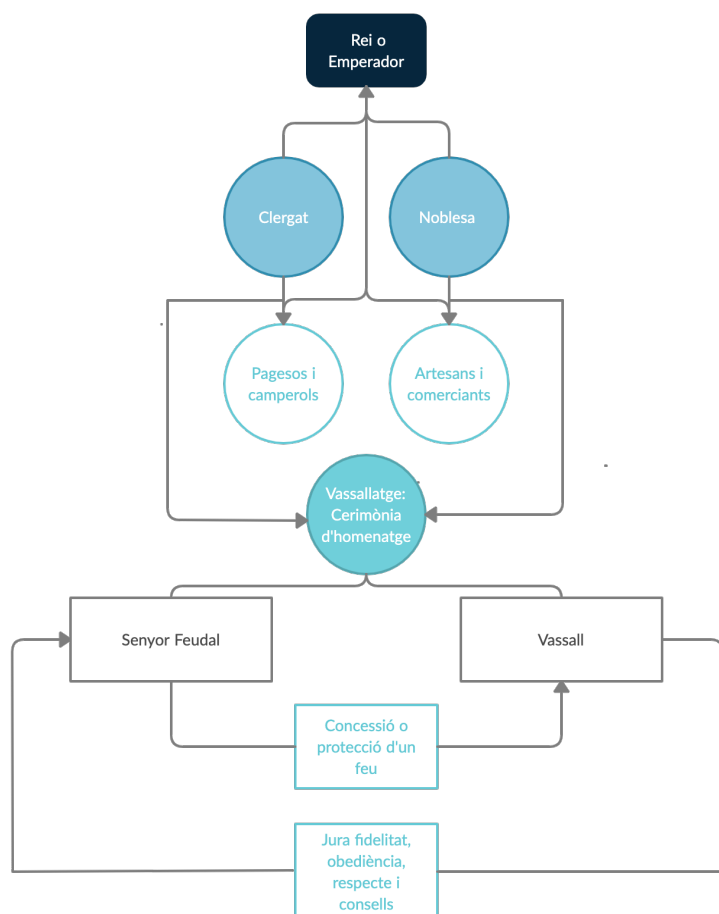 Rei o
Emperador
Clergat
Noblesa
Pagesos i
camperols
Artesans i
comerciants
Vassallatge:
Cerimònia
d'homenatge
Senyor Feudal
Vassall
Concessió o
protecció d'un
feu
Jura fidelitat,
obediència,
respecte i
consells